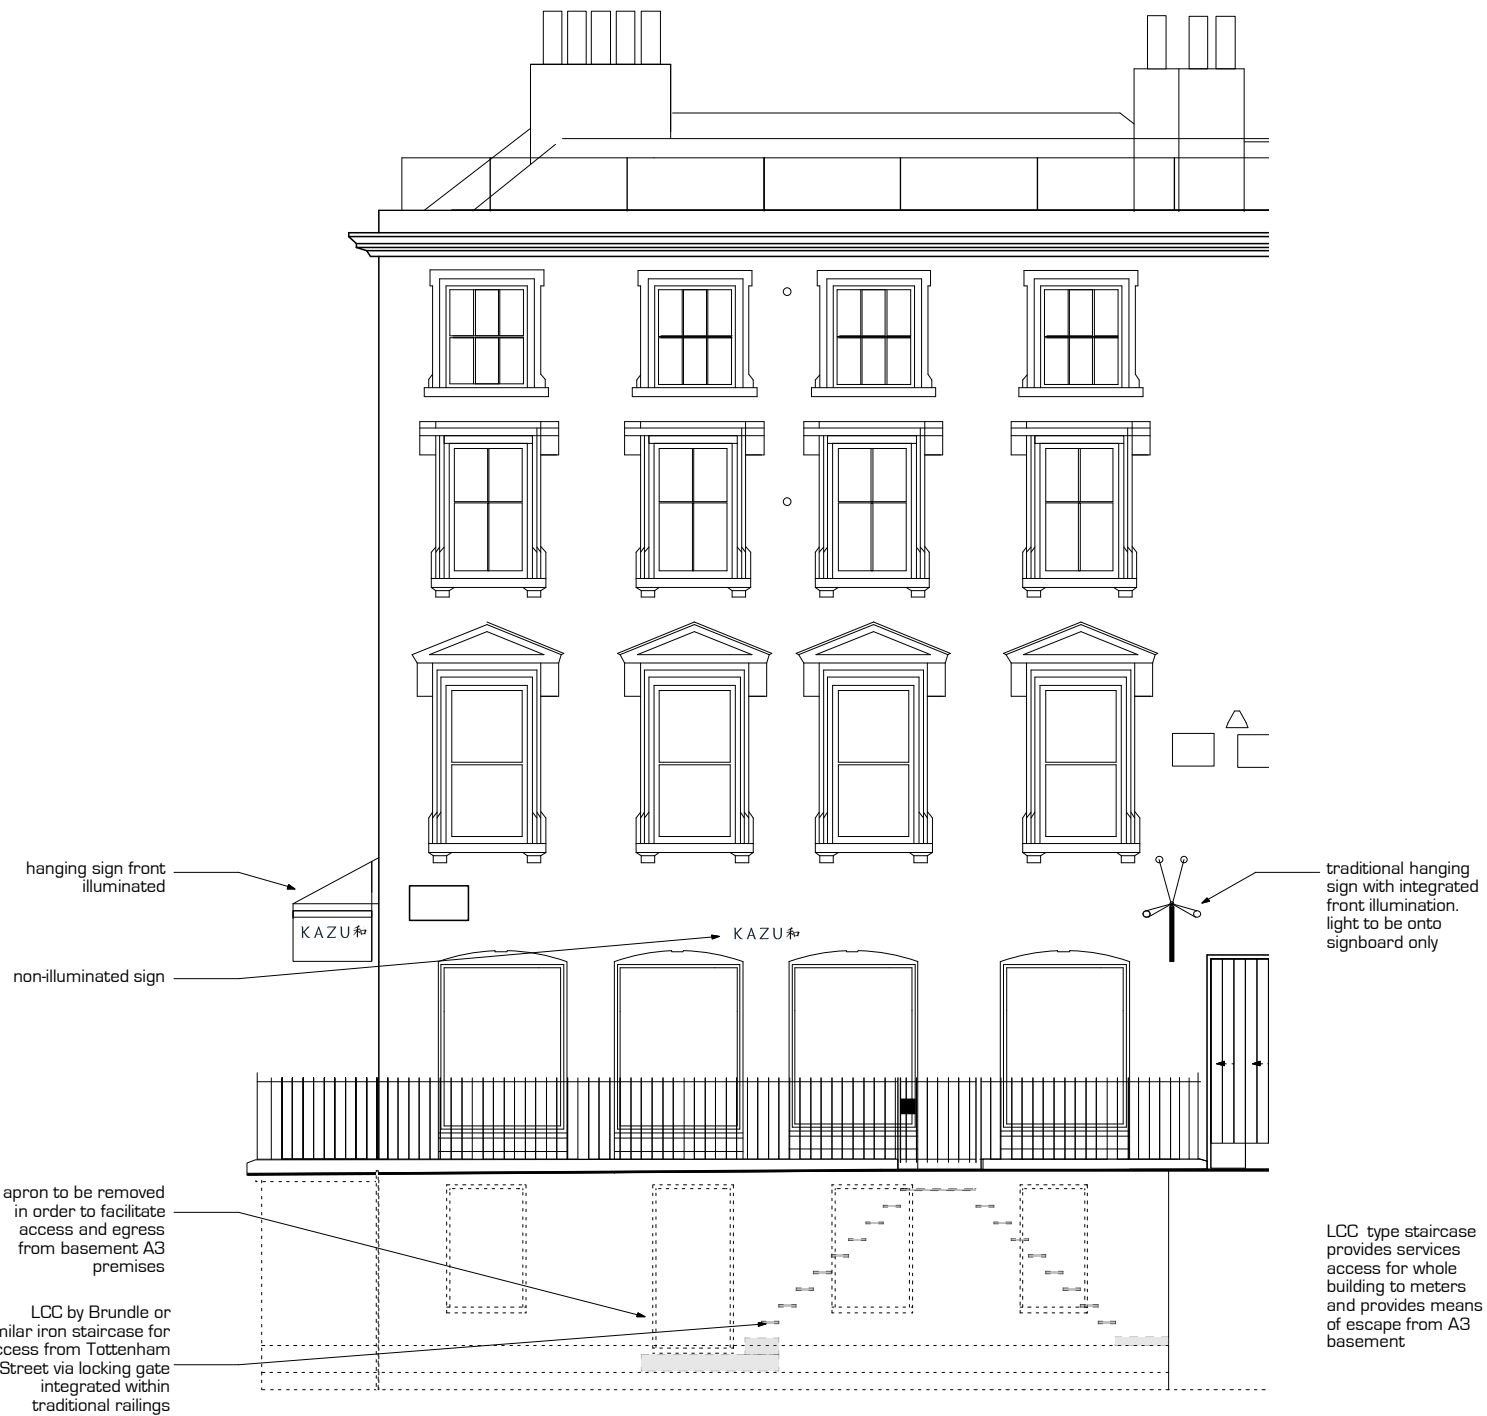 hanging sign front
illuminated
KAZU和
non-illuminated sign
KAZU和
traditional hanging
sign with integrated
front illumination.
light to be onto
signboard only
apron to be removed
in order to facilitate
access and egress
from basement A3
premises
LCC by Brundle or
milar iron staircase for
ccess from Tottenham
Street via locking gate
integrated within
traditional railings
LCC type staircase
provides services
access for whole
building to meters
and provides means
of escape from A3
basement